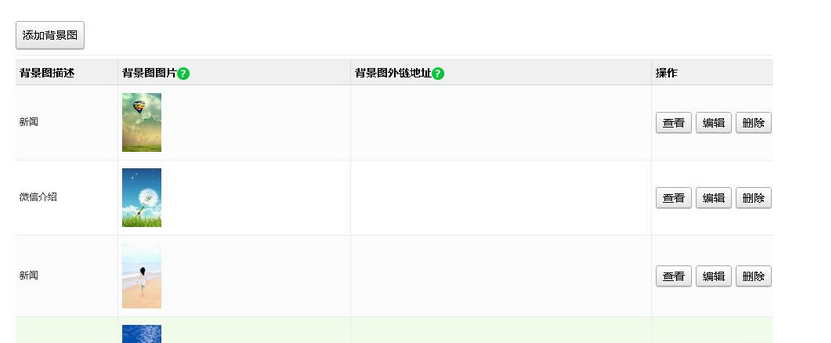 添加背景图
背景图描述 背景图图片? 背景图外链地址? 操作
新闻 查看 编辑 删除
微信介绍 查看 编辑 删除
新闻 查看 编辑 删除